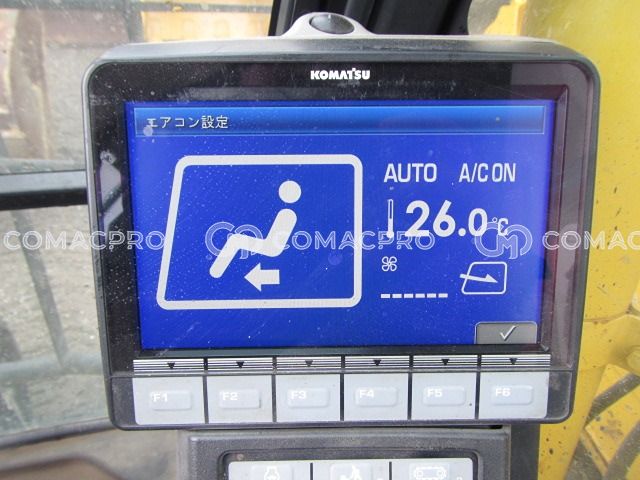 KOMATSU
エアコン設定
AUTO A/C ON
26.0℃
COMACPRO COMACPRO COMACPRO
F1 F2 F3 F4 F5 F6